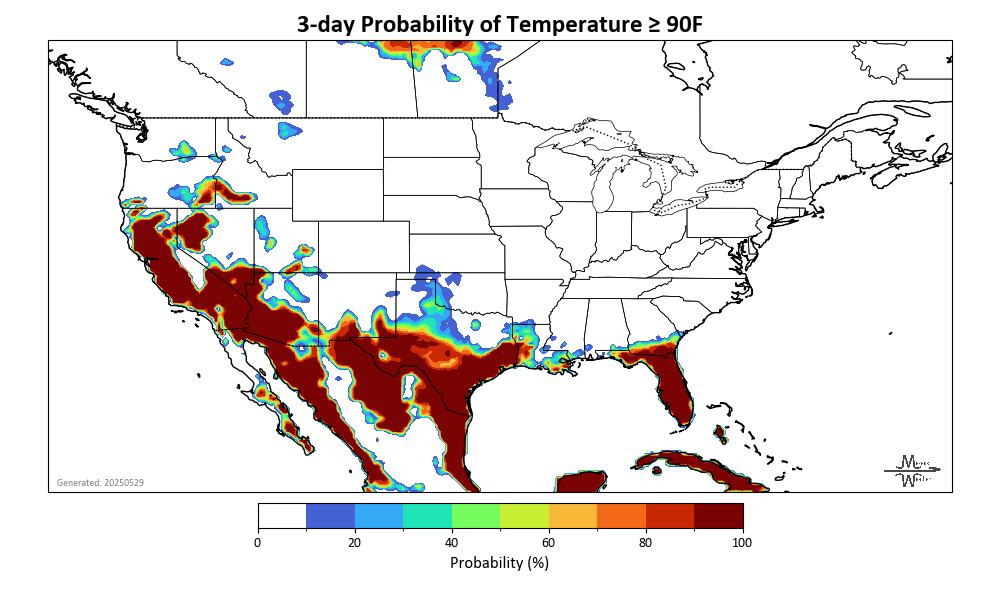 3-day Probability of Temperature ≥ 90F
Generated: 20250529
0 20 40 60 80 100
Probability (%)